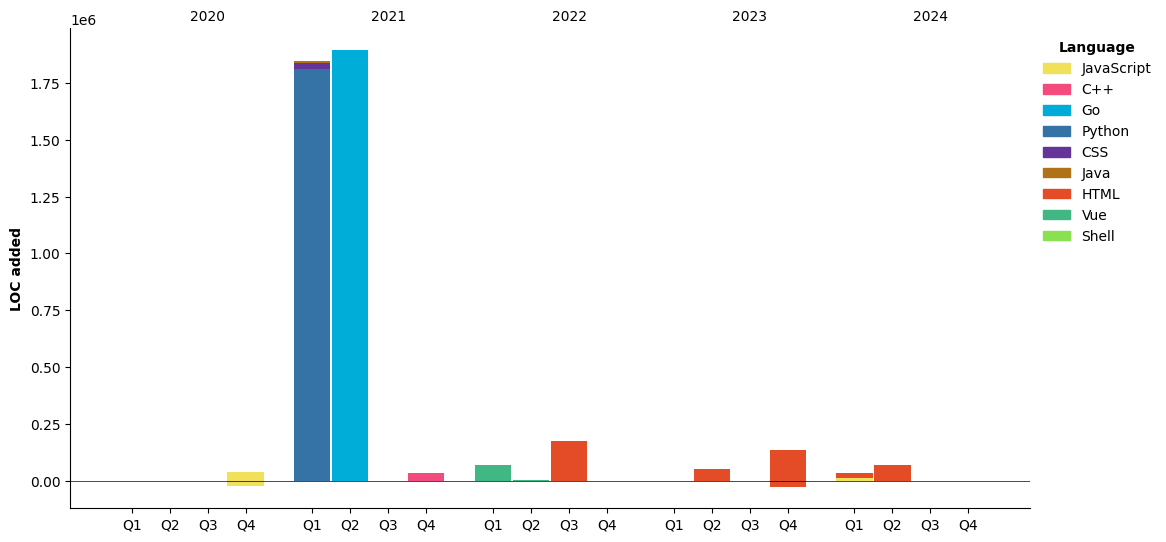 2020 2021 2022 2023 2024
1e6
Language
JavaScript
C++
Go
Python
CSS
Java
HTML
Vue
Shell
LOC added
1.75
1.50
1.25
1.00
0.75
0.50
0.25
0.00
Q1 Q2 Q3 Q4 Q1 Q2 Q3 Q4 Q1 Q2 Q3 Q4 Q1 Q2 Q3 Q4 Q1 Q2 Q3 Q4